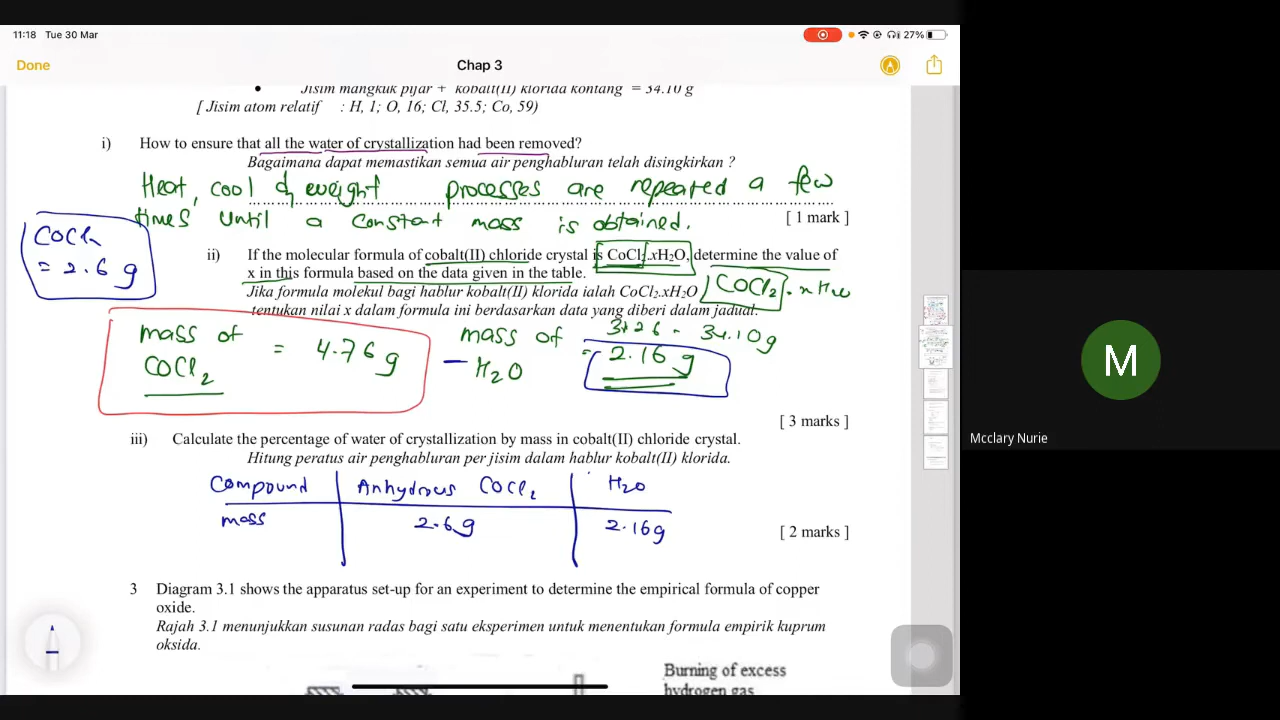 11:18 Tue 30 Mar
27%
Done
Chap 3
• Jisim mangkuk pijar + kobalt(II) klorida kontang = 34.10 g
[ Jisim atom relatif : H, 1; O, 16; Cl, 35.5; Co, 59)
i) How to ensure that all the water of crystallization had been removed?
Bagaimana dapat memastikan semua air penghabluran telah disingkirkan ?
Heat, cool & weight processes are repeated a few
times until a constant mass is obtained.
[ 1 mark ]
COCl2
= 2.6 g
ii) If the molecular formula of cobalt(II) chloride crystal is CoCl2.xH2O, determine the value of
x in this formula based on the data given in the table.
Jika formula molekul bagi hablur kobalt(II) klorida ialah CoCl2.xH2O
COCl2 . x H2O
tentukan nilai x dalam formula ini berdasarkan data yang diberi dalam jadual.
mass of COCl2 = 4.76 g
mass of H2O = - 34.10g
= 2.16 g
[ 3 marks ]
iii) Calculate the percentage of water of crystallization by mass in cobalt(II) chloride crystal.
Hitung peratus air penghabluran per jisim dalam hablur kobalt(II) klorida.
Compound Anhydrous COCl2 H2O
mass 2.6g 2.16g
[ 2 marks ]
3 Diagram 3.1 shows the apparatus set-up for an experiment to determine the empirical formula of copper
oxide.
Rajah 3.1 menunjukkan susunan radas bagi satu eksperimen untuk menentukan formula empirik kuprum
oksida.
Burning of excess
hydrogen gas
M
Mcclary Nurie